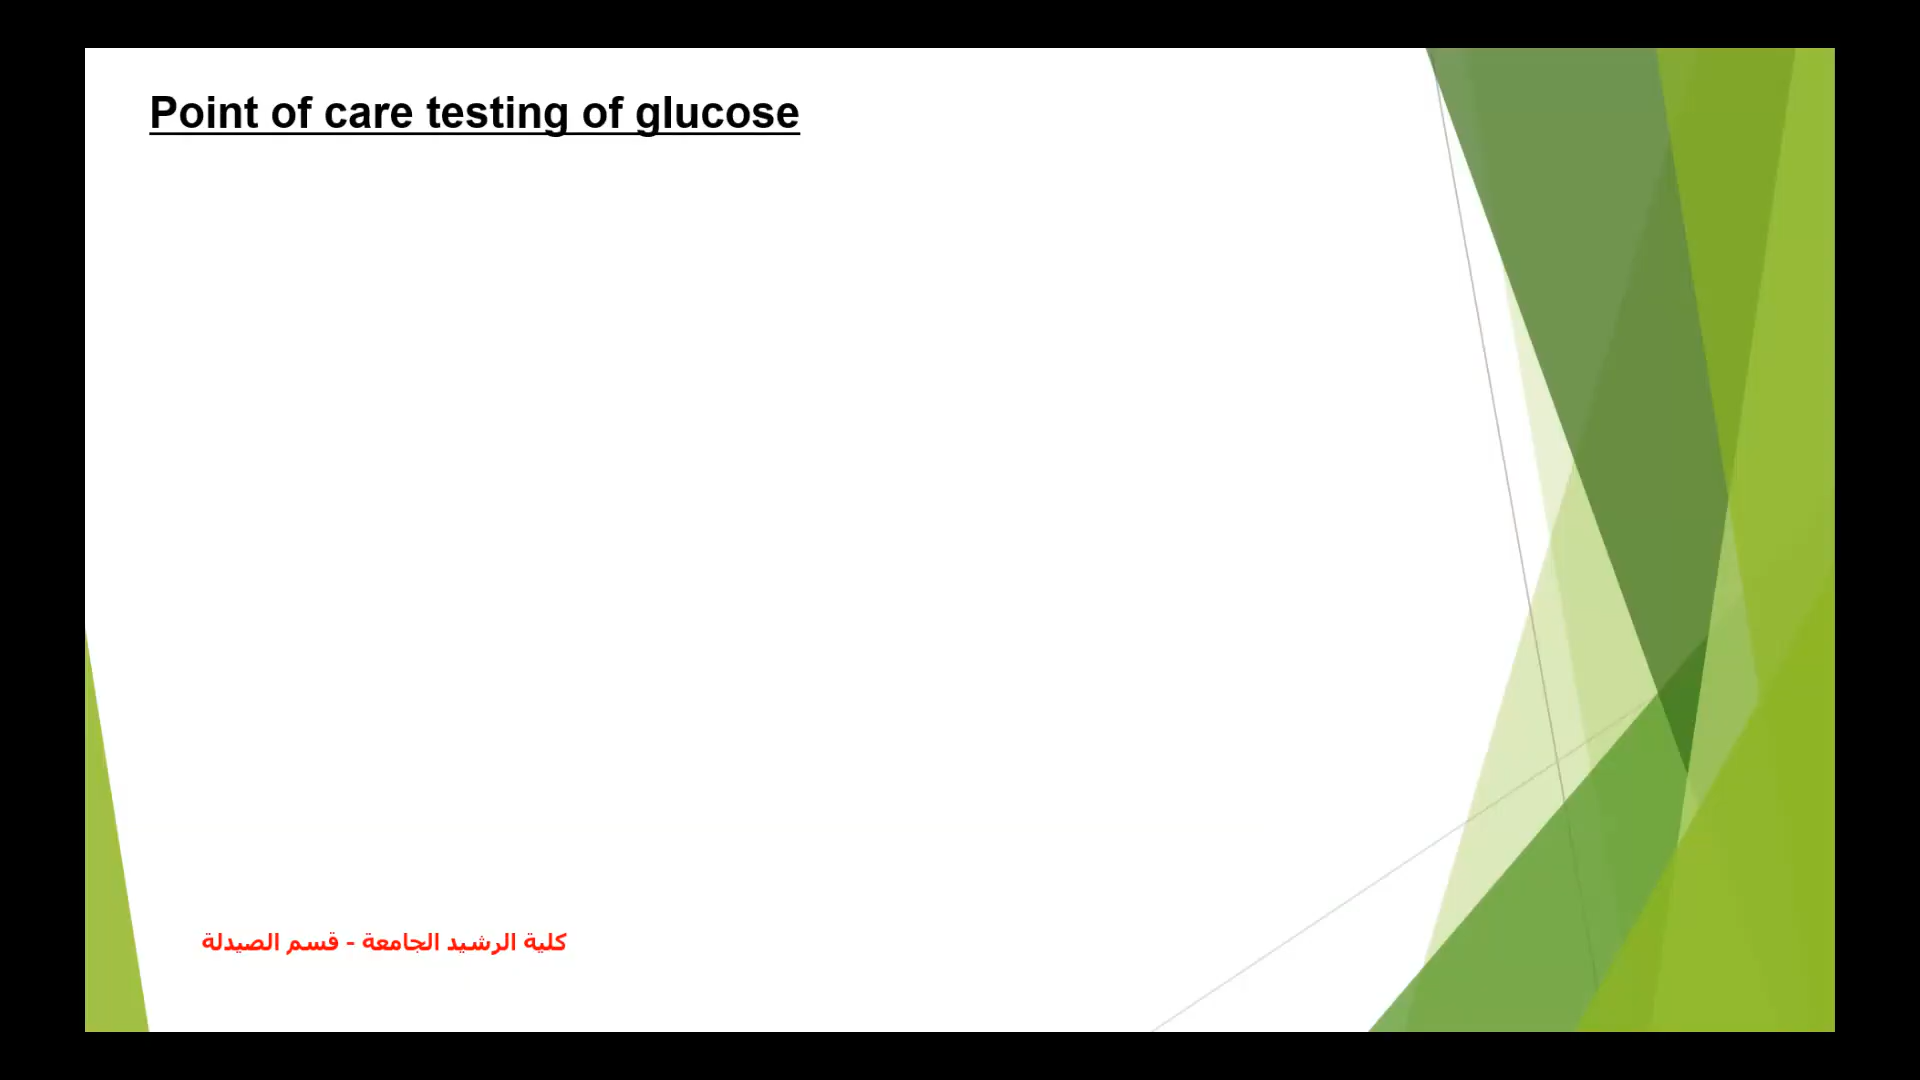 Point of care testing of glucose
كلية الرشيد الجامعة - قسم الصيدلة